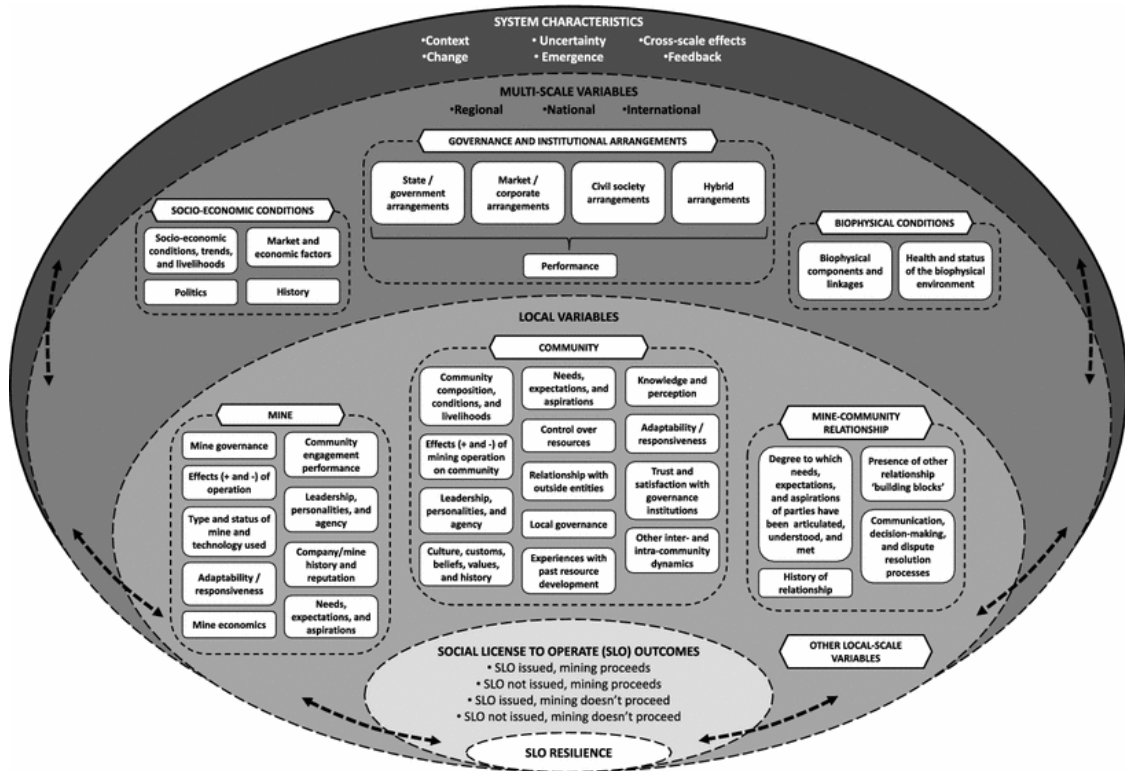 SYSTEM CHARACTERISTICS
•Context
• Uncertainty
•Cross-scale effects
•Change
• Emergence
•Feedback
MULTI-SCALE VARIABLES
• Regional
•National
• International
GOVERNANCE AND INSTITUTIONAL ARRANGEMENTS
State /
government
arrangements
Market /
corporate
arrangements
Civil society
arrangements
Hybrid
arrangements
Performance
SOCIO-ECONOMIC CONDITIONS
Socio-economic
conditions, trends,
and livelihoods
Market and
economic factors
Politics
History
BIOPHYSICAL CONDITIONS
Biophysical
components and
linkages
Health and status
of the biophysical
environment
LOCAL VARIABLES
COMMUNITY
Community
composition,
conditions, and
livelihoods
Effects (+ and -) of
mining operation
on community
Leadership,
personalities, and
agency
Culture, customs,
beliefs, values,
and history
Needs,
expectations, and
aspirations
Control over
resources
Relationship with
outside entities
Local governance
Experiences with
past resource
development
Knowledge and
perception
Adaptability /
responsiveness
Trust and
satisfaction with
governance
institutions
Other inter- and
intra-community
dynamics
MINE
Mine governance
Effects (+ and -) of
operation
Type and status of
mine and
technology used
Adaptability /
responsiveness
Mine economics
Community
engagement
performance
Leadership,
personalities, and
agency
Company/mine
history and
reputation
Needs,
expectations, and
aspirations
MINE-COMMUNITY
RELATIONSHIP
Degree to which
needs,
expectations,
and aspirations
of parties have
been articulated,
understood, and
met
History of
relationship
Presence of other
relationship
‘building blocks’
Communication,
decision-making,
and dispute
resolution
processes
OTHER LOCAL-SCALE
VARIABLES
SOCIAL LICENSE TO OPERATE (SLO) OUTCOMES
• SLO issued, mining proceeds
• SLO not issued, mining proceeds
• SLO issued, mining doesn’t proceed
• SLO not issued, mining doesn’t proceed
SLO RESILIENCE